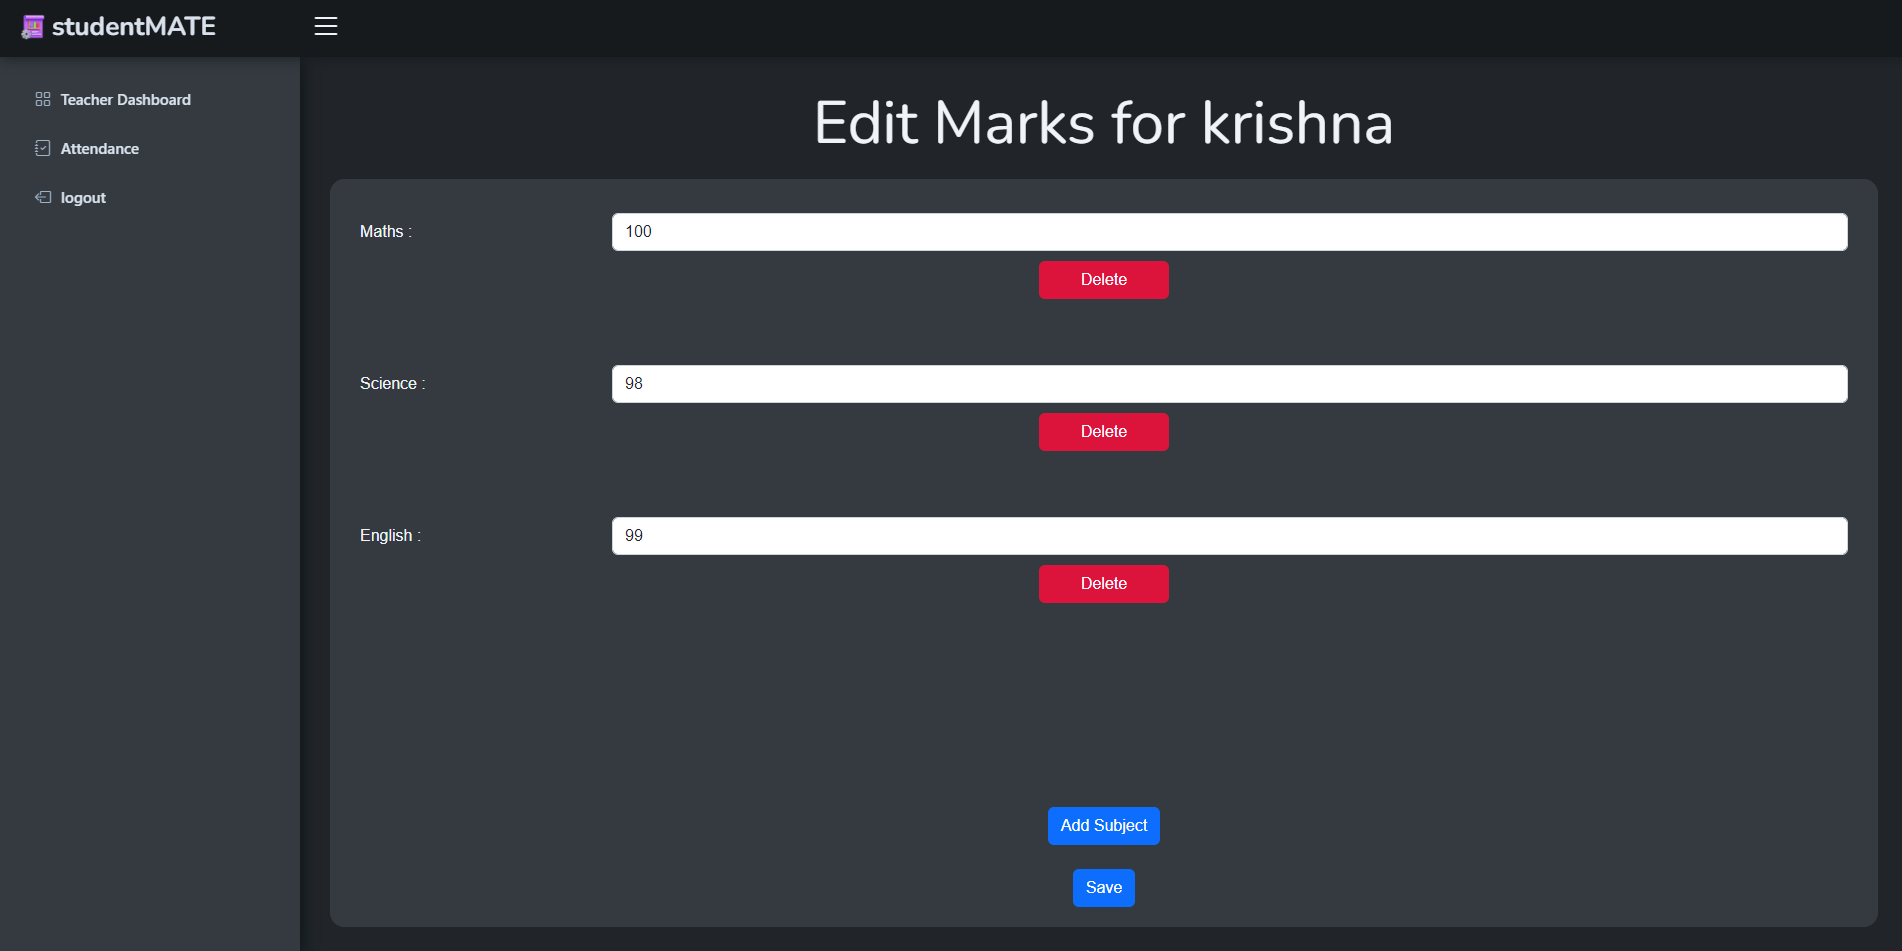 studentMATE
Teacher Dashboard
Attendance
logout
Edit Marks for krishna
Maths : 100
Delete
Science : 98
Delete
English : 99
Delete
Add Subject
Save